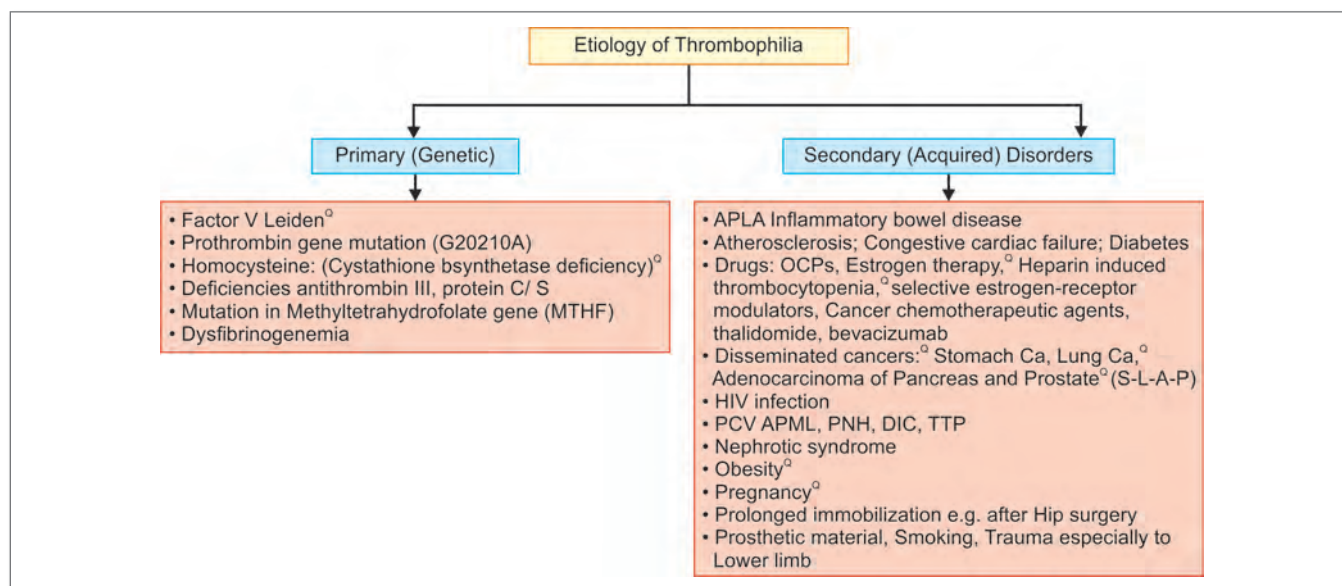 Etiology of Thrombophilia
Primary (Genetic)
Secondary (Acquired) Disorders
• Factor V Leiden^Q
• Prothrombin gene mutation (G20210A)
• Homocysteine: (Cystathione bsynthetase deficiency)^Q
• Deficiencies antithrombin III, protein C/ S
• Mutation in Methyltetrahydrofolate gene (MTHF)
• Dysfibrinogenemia
• APLA Inflammatory bowel disease
• Atherosclerosis; Congestive cardiac failure; Diabetes
• Drugs: OCPs, Estrogen therapy,^Q Heparin induced
thrombocytopenia,^Q selective estrogen-receptor
modulators, Cancer chemotherapeutic agents,
thalidomide, bevacizumab
• Disseminated cancers:^Q Stomach Ca, Lung Ca,^Q
Adenocarcinoma of Pancreas and Prostate^Q (S-L-A-P)
• HIV infection
• PCV APML, PNH, DIC, TTP
• Nephrotic syndrome
• Obesity^Q
• Pregnancy^Q
• Prolonged immobilization e.g. after Hip surgery
• Prosthetic material, Smoking, Trauma especially to
Lower limb